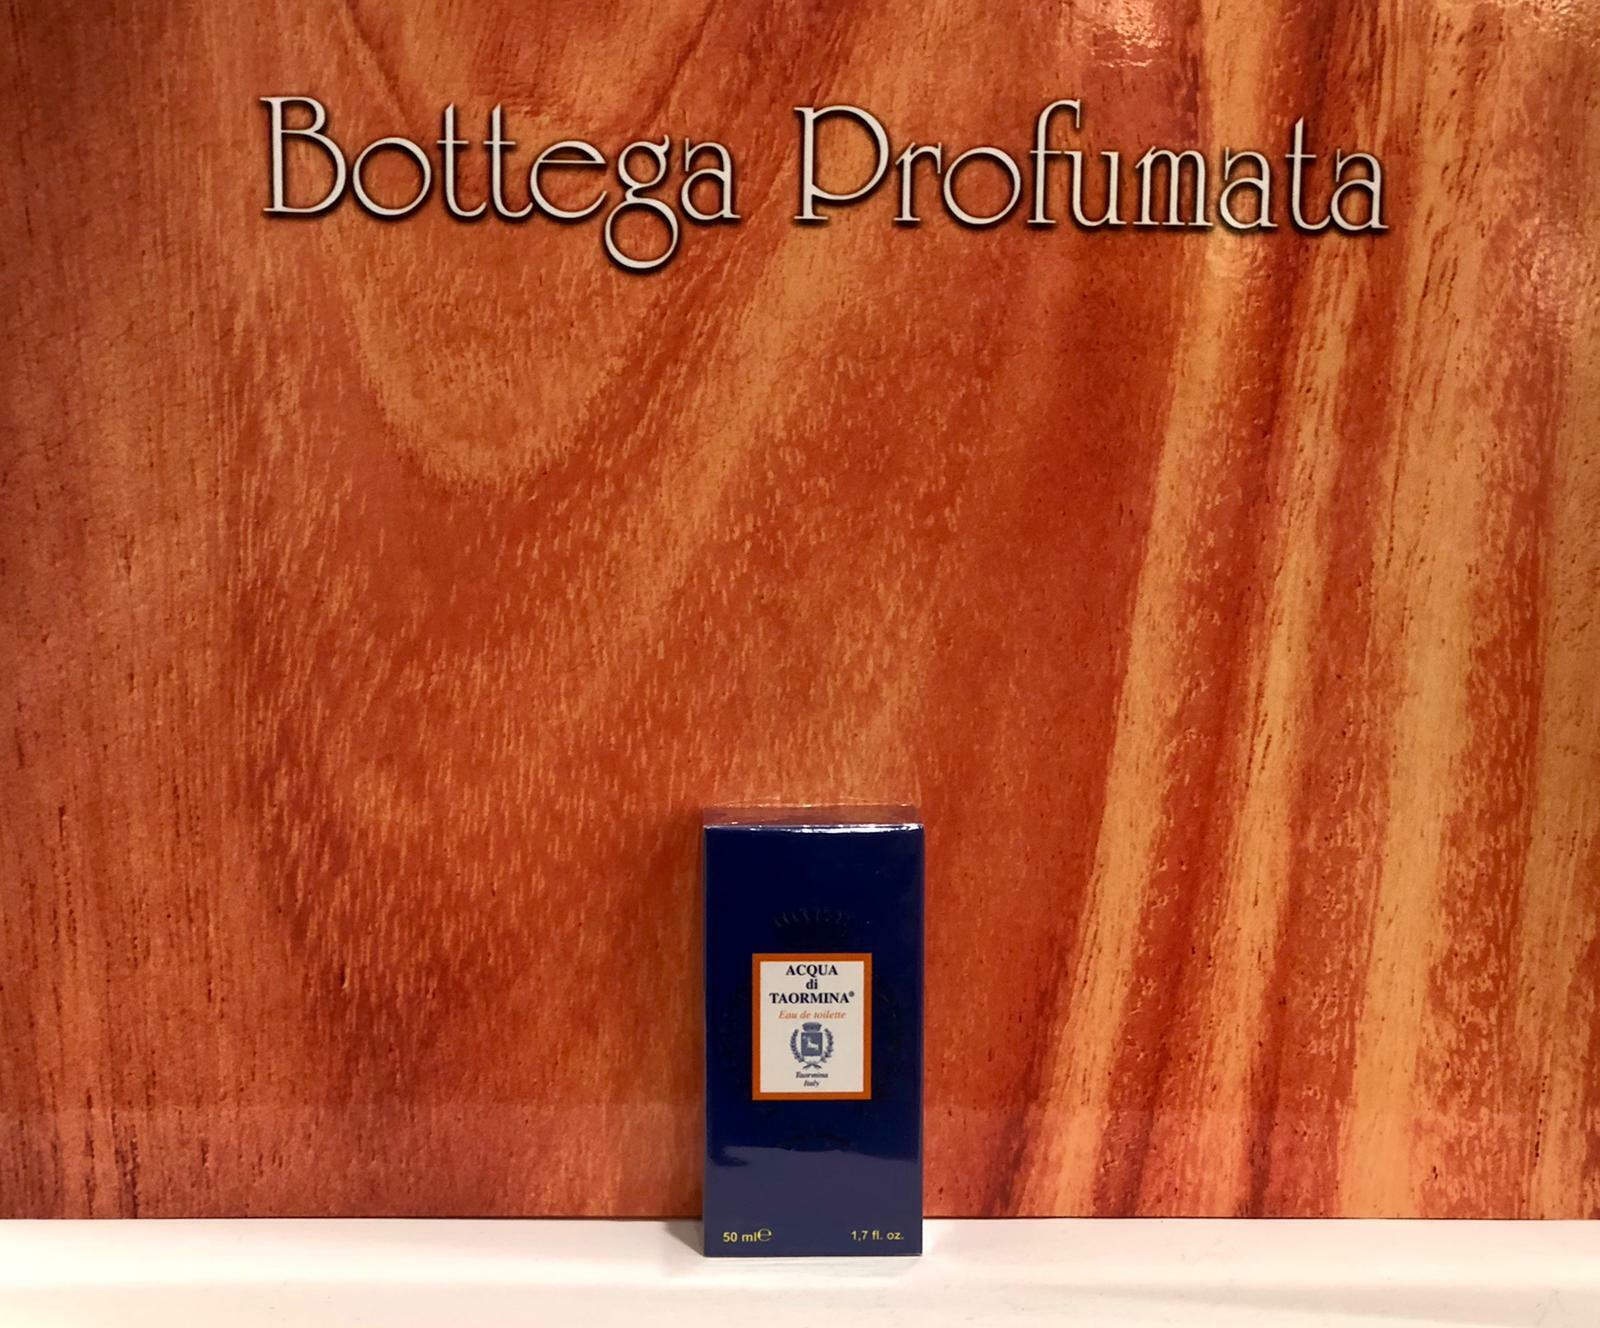 Bottega Profumata
ACQUA
di
TAORMINA®
Eau de toilette
Taormina
Italy
50 ml℮
1,7 fl. oz.